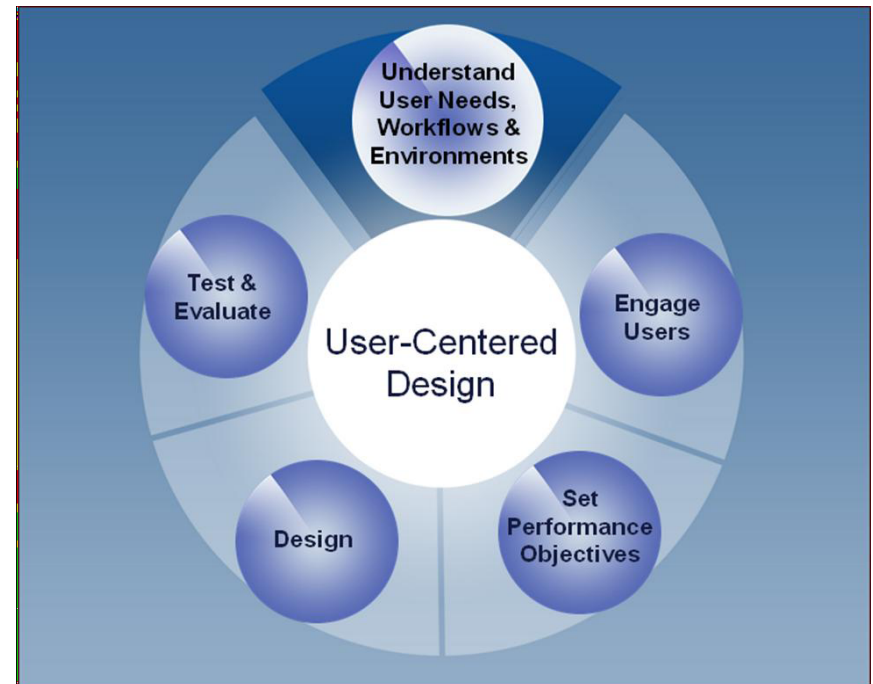 Understand
User Needs,
Workflows &
Environments
Engage
Users
Set
Performance
Objectives
Design
Test &
Evaluate
User-Centered
Design